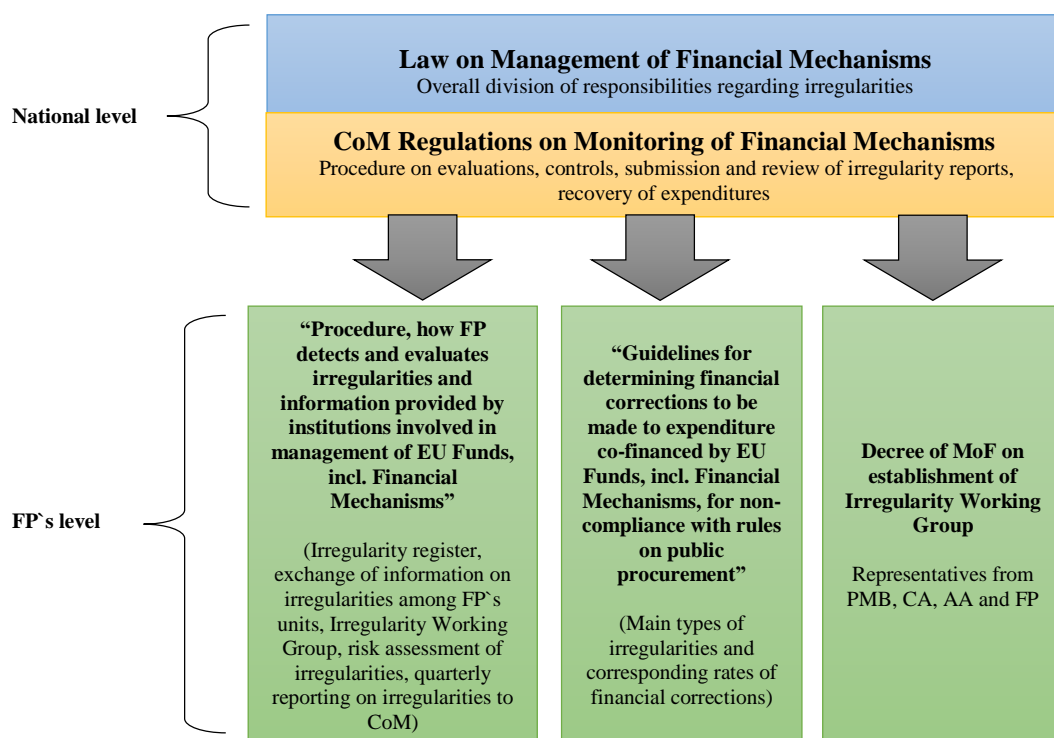 Law on Management of Financial Mechanisms
Overall division of responsibilities regarding irregularities
National level
CoM Regulations on Monitoring of Financial Mechanisms
Procedure on evaluations, controls, submission and review of irregularity reports,
recovery of expenditures
FP`s level
“Procedure, how FP
detects and evaluates
irregularities and
information provided by
institutions involved in
management of EU Funds,
incl. Financial
Mechanisms”
(Irregularity register,
exchange of information on
irregularities among FP`s
units, Irregularity Working
Group, risk assessment of
irregularities, quarterly
reporting on irregularities to
CoM)
“Guidelines for
determining financial
corrections to be
made to expenditure
co-financed by EU
Funds, incl. Financial
Mechanisms, for non-
compliance with rules
on public
procurement”
(Main types of
irregularities and
corresponding rates of
financial corrections)
Decree of MoF on
establishment of
Irregularity Working
Group
Representatives from
PMB, CA, AA and FP